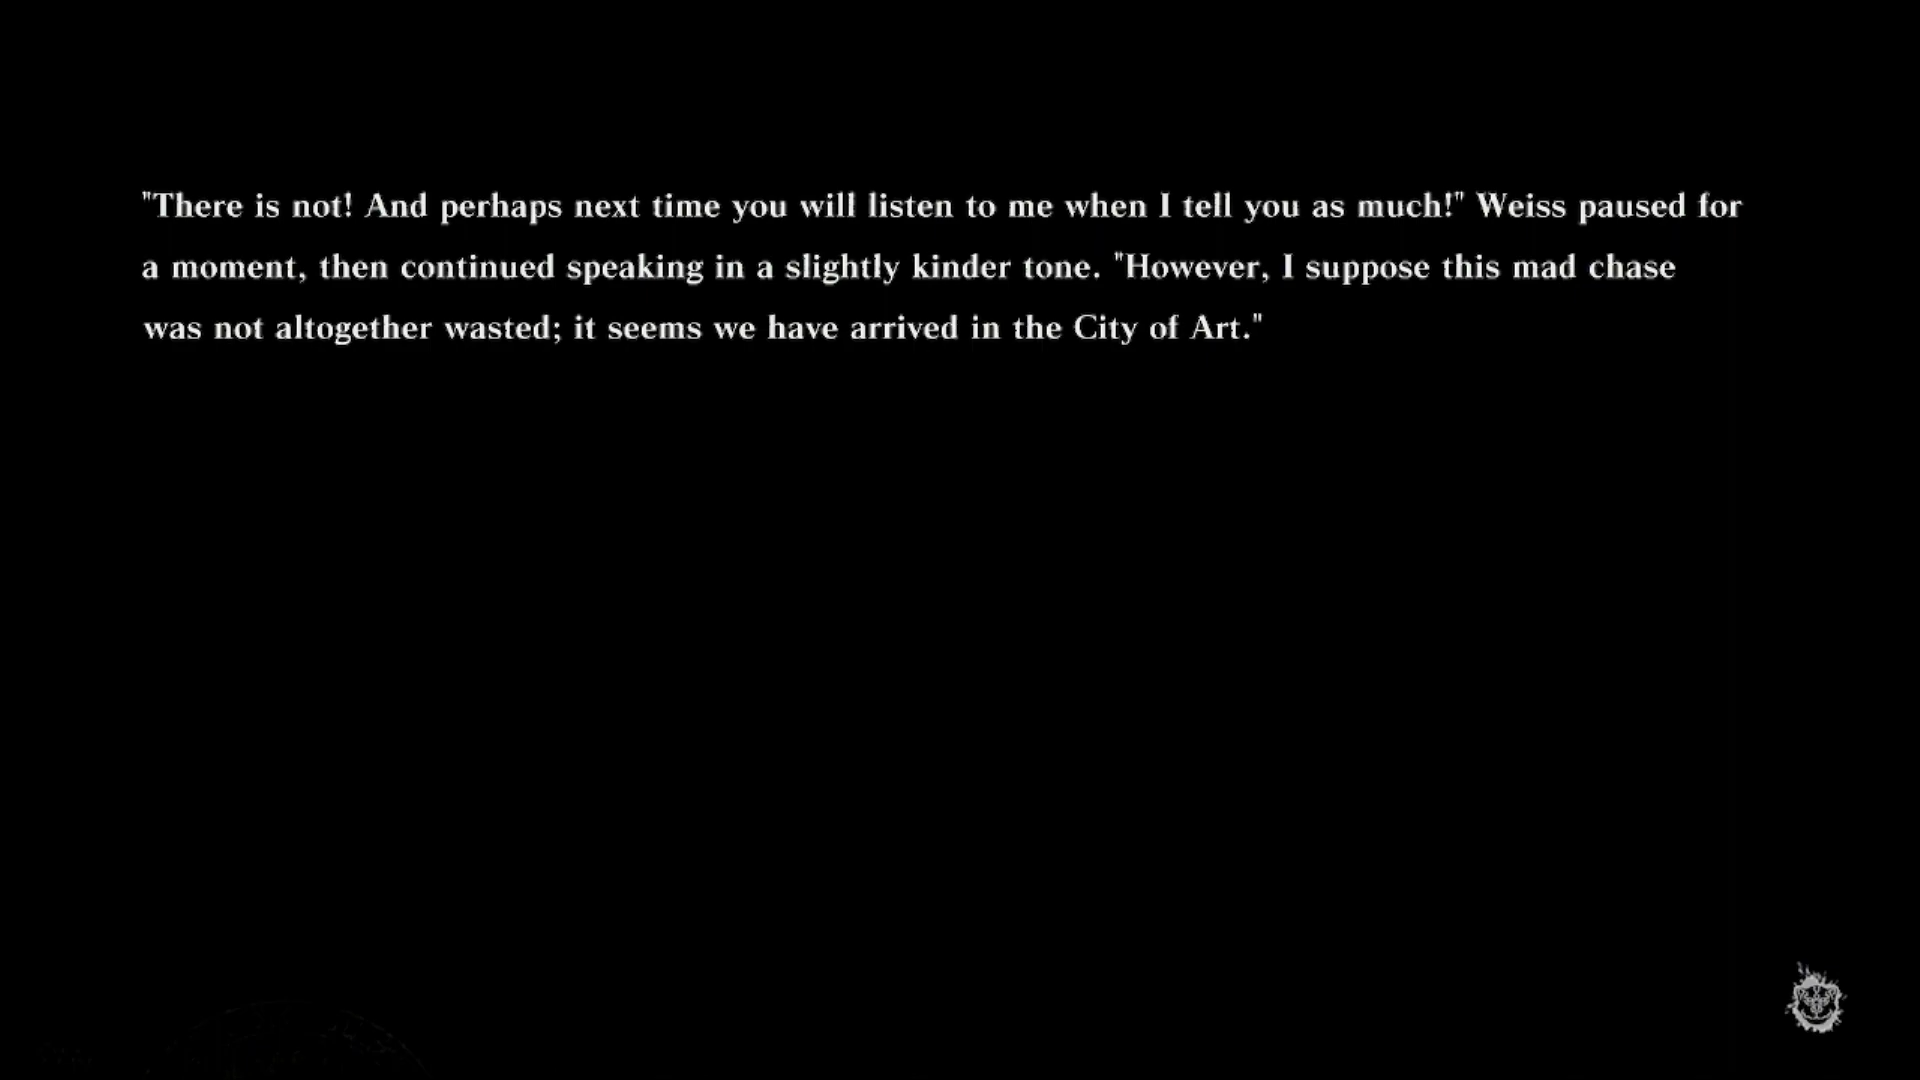 "There is not! And perhaps next time you will listen to me when I tell you as much!" Weiss paused for
a moment, then continued speaking in a slightly kinder tone. "However, I suppose this mad chase
was not altogether wasted; it seems we have arrived in the City of Art."